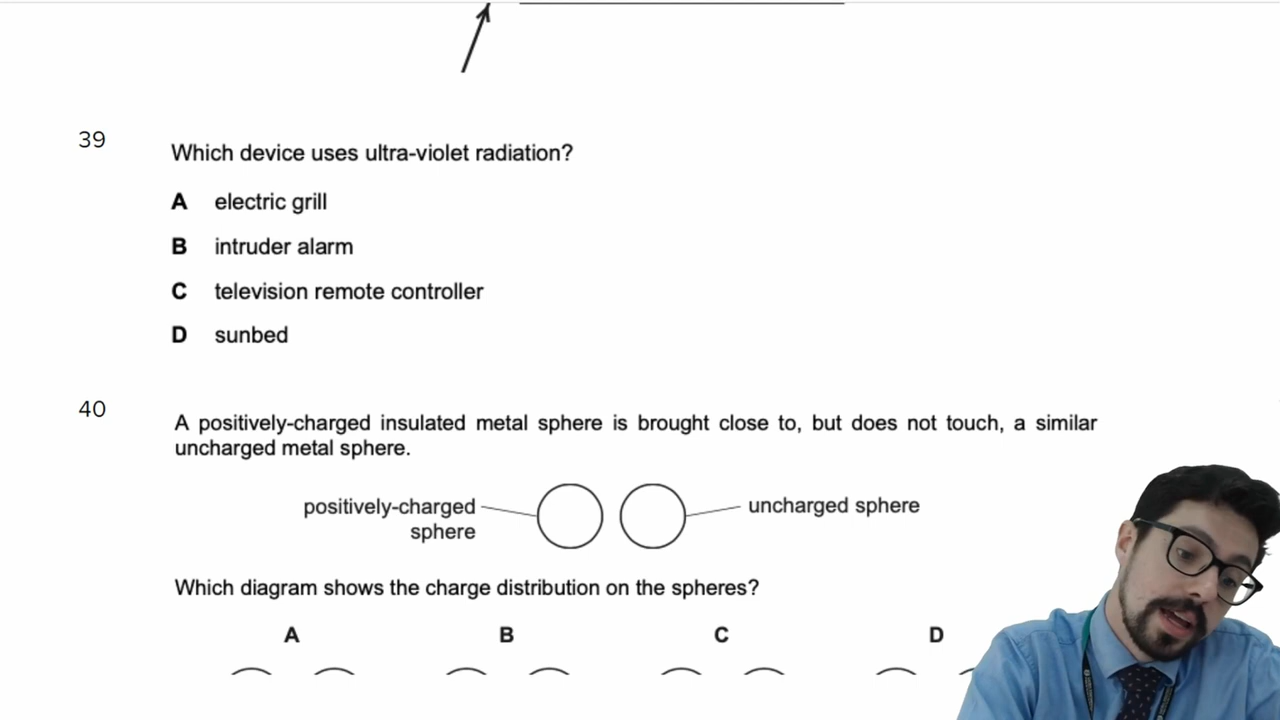 39
Which device uses ultra-violet radiation?
A electric grill
B intruder alarm
C television remote controller
D sunbed
40
A positively-charged insulated metal sphere is brought close to, but does not touch, a similar
uncharged metal sphere.
positively-charged
sphere
uncharged sphere
Which diagram shows the charge distribution on the spheres?
A B C D